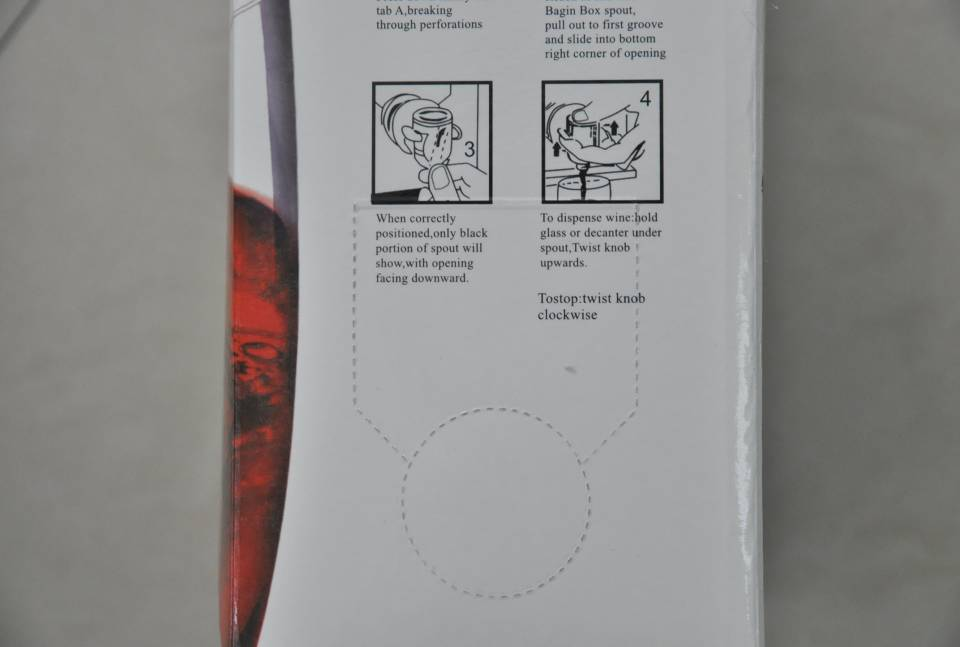 tab A,breaking
through perforations
Bagin Box spout,
pull out to first groove
and slide into bottom
right corner of opening
3
When correctly
positioned,only black
portion of spout will
show,with opening
facing downward.
4
To dispense wine:hold
glass or decanter under
spout,Twist knob
upwards.
Tostop:twist knob
clockwise